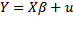 Y = Xβ + u